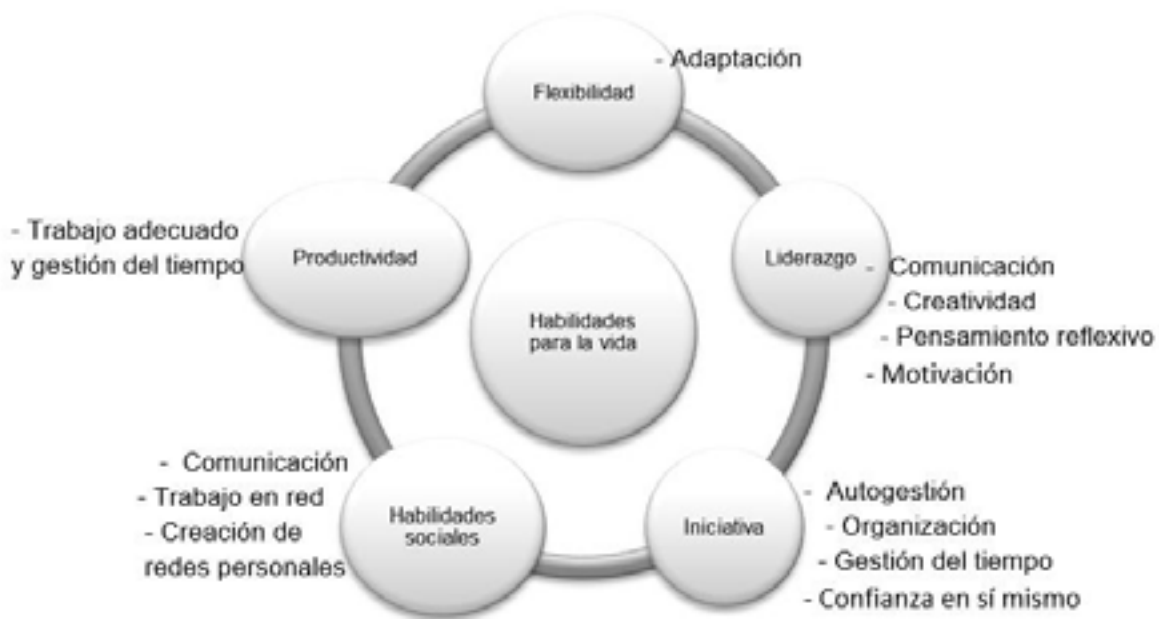 Flexibilidad
- Adaptación
Liderazgo
- Comunicación
- Creatividad
- Pensamiento reflexivo
- Motivación
Iniciativa
- Autogestión
- Organización
- Gestión del tiempo
- Confianza en sí mismo
Habilidades
sociales
- Comunicación
- Trabajo en red
- Creación de
redes personales
Productividad
- Trabajo adecuado
y gestión del tiempo
Habilidades
para la vida